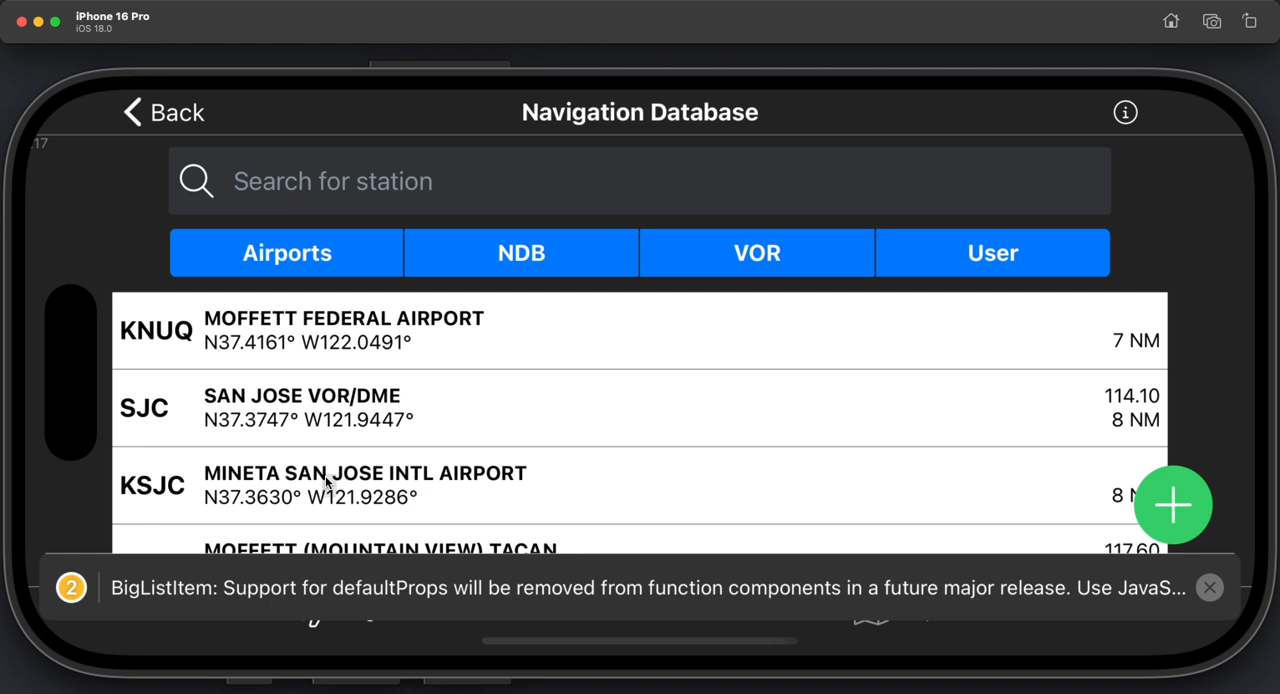 iPhone 16 Pro
iOS 18.0
Back
Navigation Database
.17
Search for station
Airports
NDB
VOR
User
KNUQ
MOFFETT FEDERAL AIRPORT
N37.4161° W122.0491°
7 NM
SJC
SAN JOSE VOR/DME
114.10
N37.3747° W121.9447°
8 NM
KSJC
MINETA SAN JOSE INTL AIRPORT
N37.3630° W121.9286°
8 N
MOFFETT (MOUNTAIN VIEW) TACAN
117.60
2
BigListItem: Support for defaultProps will be removed from function components in a future major release. Use JavaS...